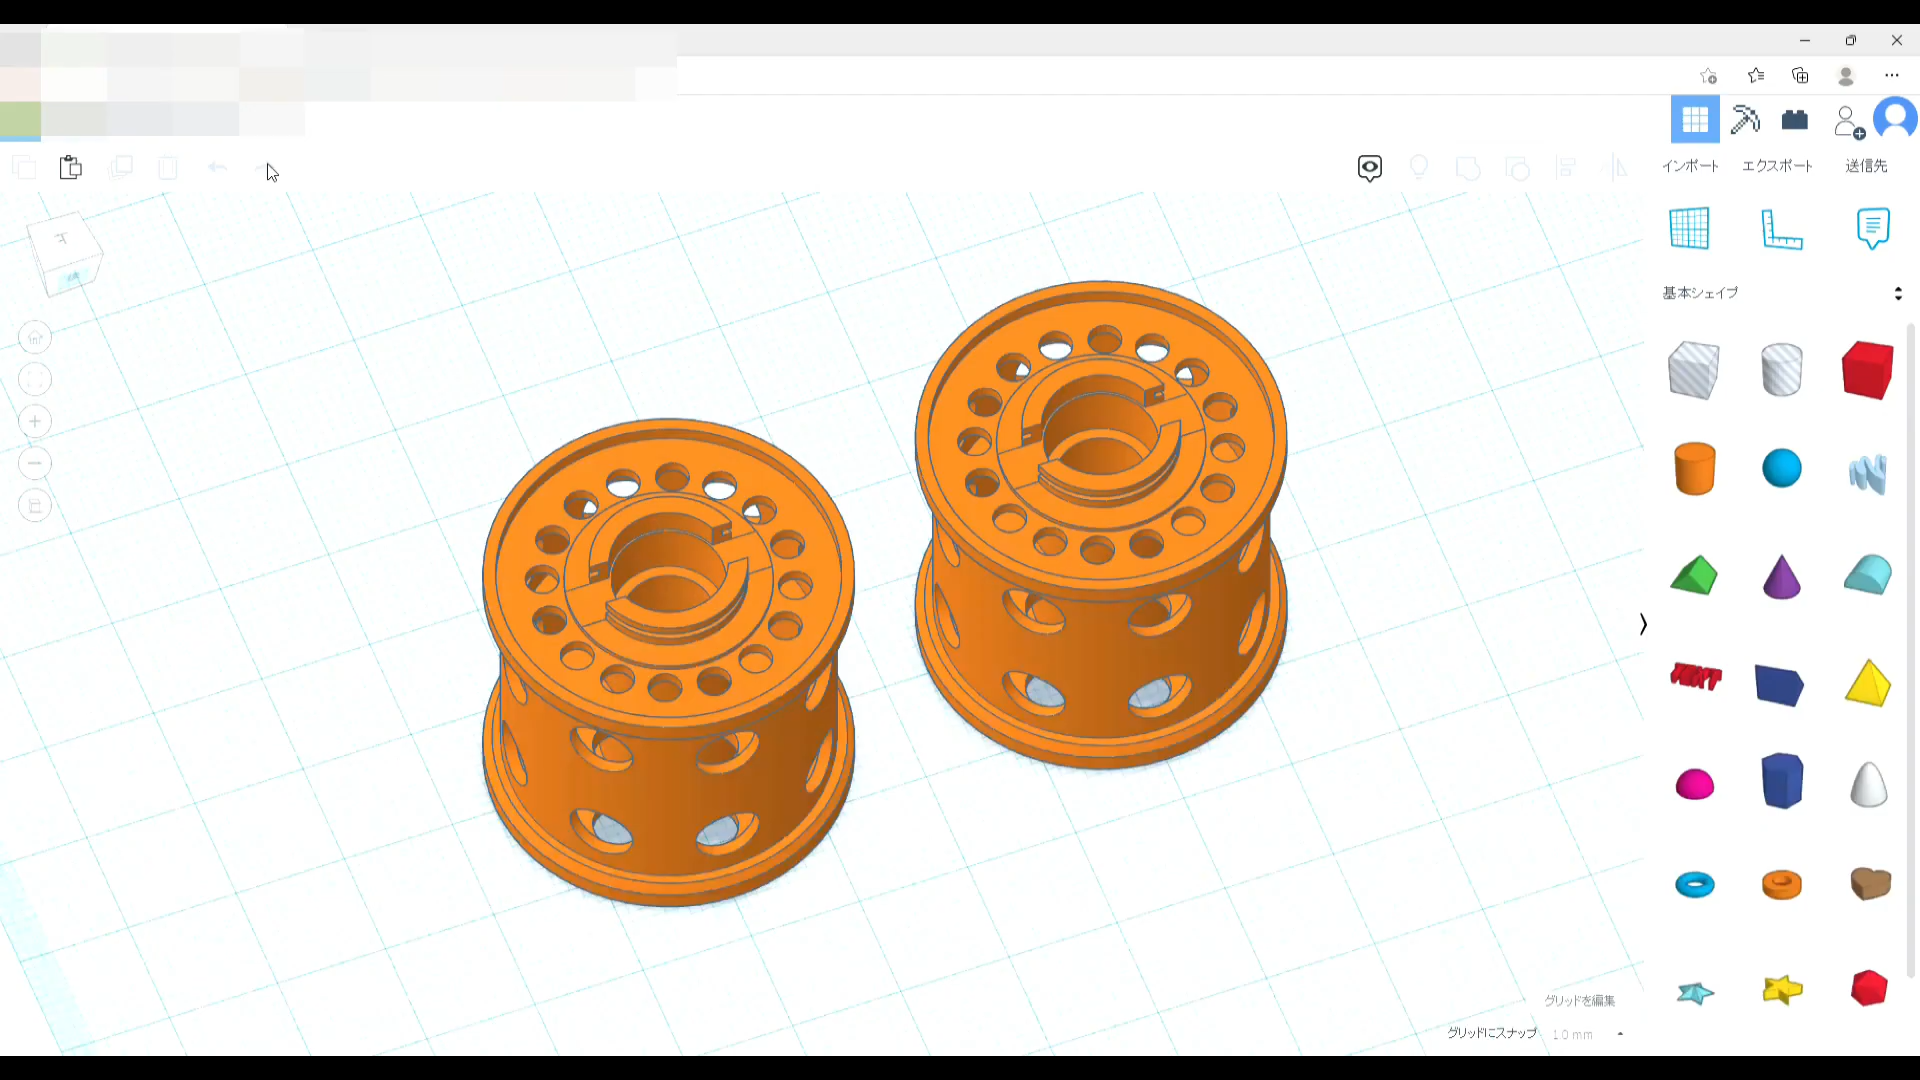 インポート エクスポート 送信先
基本シェイプ
グリッドを編集
グリッドにスナップ 1.0 mm